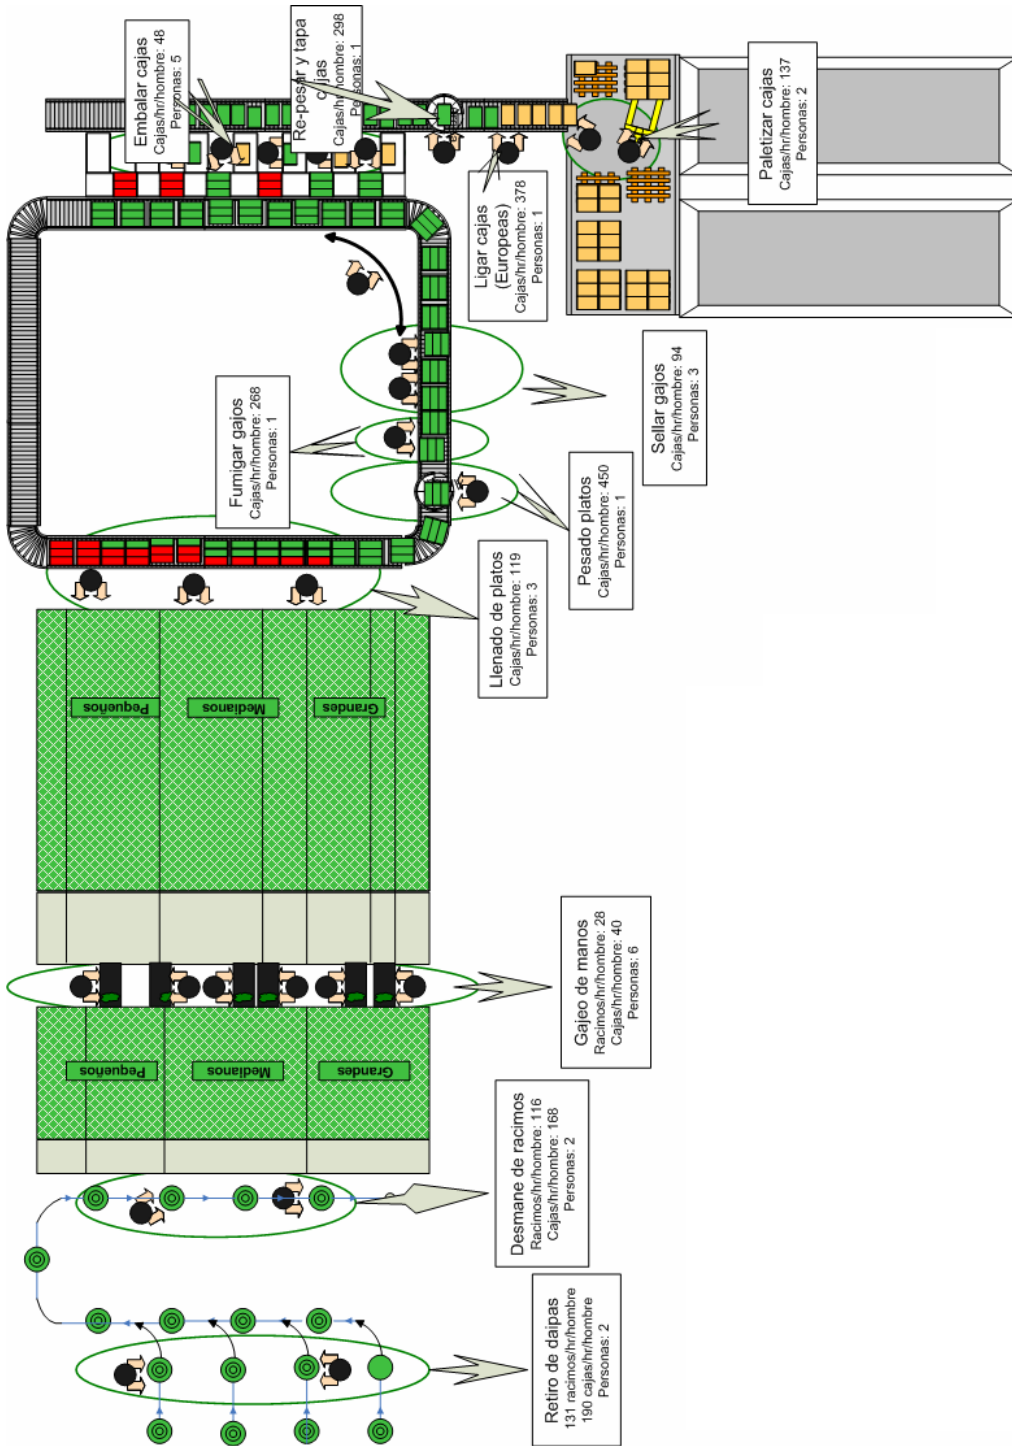 Embalar cajas
Cajas/hr/hombre: 48
Personas: 5
Re-pesar y tapa
cajas
Cajas/hr/hombre: 298
Personas: 1
Ligar cajas
(Europeas)
Cajas/hr/hombre: 378
Personas: 1
Paletizar cajas
Cajas/hr/hombre: 137
Personas: 2
Fumigar gajos
Cajas/hr/hombre: 268
Personas: 1
Sellar gajos
Cajas/hr/hombre: 94
Personas: 3
Pesado platos
Cajas/hr/hombre: 450
Personas: 1
Llenado de platos
Cajas/hr/hombre: 119
Personas: 3
Pequeños
Medianos
Grandes
Gajeo de manos
Racimos/hr/hombre: 28
Cajas/hr/hombre: 40
Personas: 6
Pequeños
Medianos
Grandes
Desmane de racimos
Racimos/hr/hombre: 116
Cajas/hr/hombre: 168
Personas: 2
Retiro de daipas
131 racimos/hr/hombre
190 cajas/hr/hombre
Personas: 2